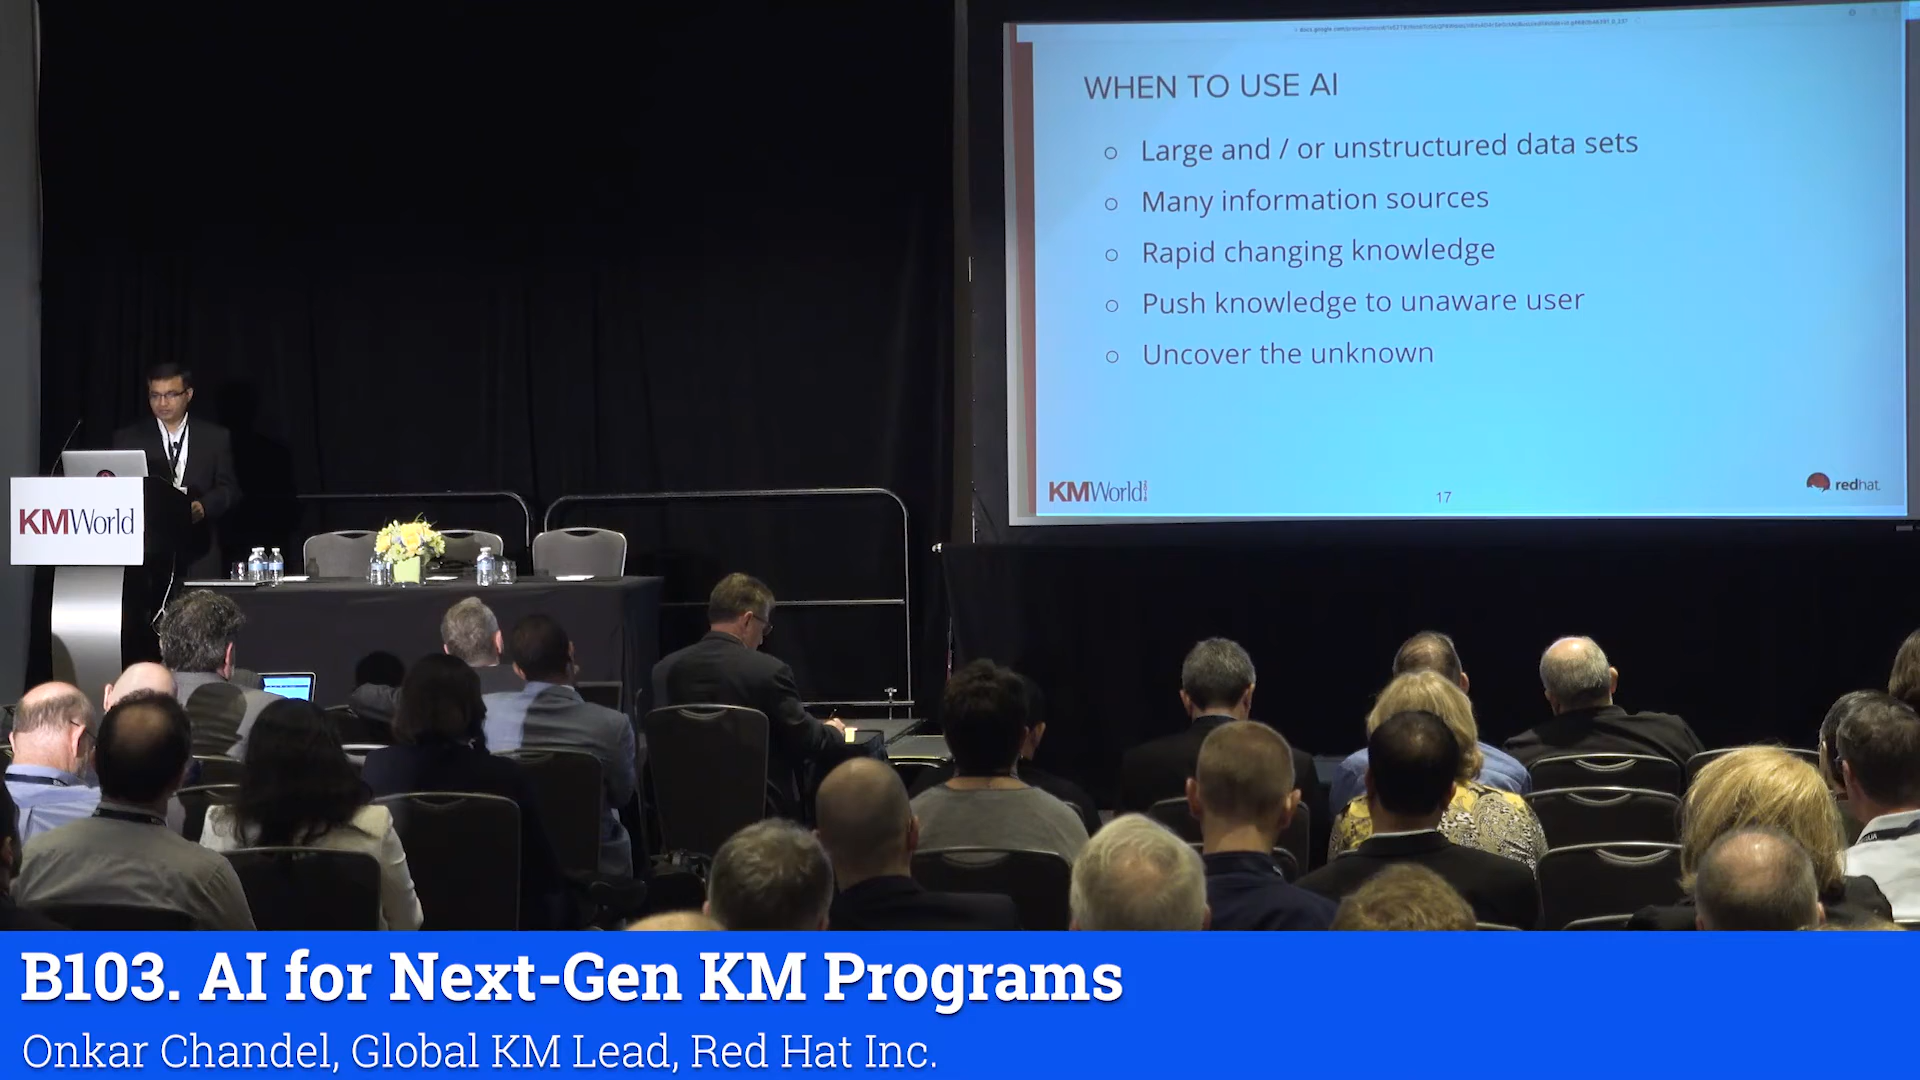 WHEN TO USE AI
○ Large and / or unstructured data sets
○ Many information sources
○ Rapid changing knowledge
○ Push knowledge to unaware user
○ Uncover the unknown
KMWorld
17
redhat.
KMWorld
B103. AI for Next-Gen KM Programs
Onkar Chandel, Global KM Lead, Red Hat Inc.